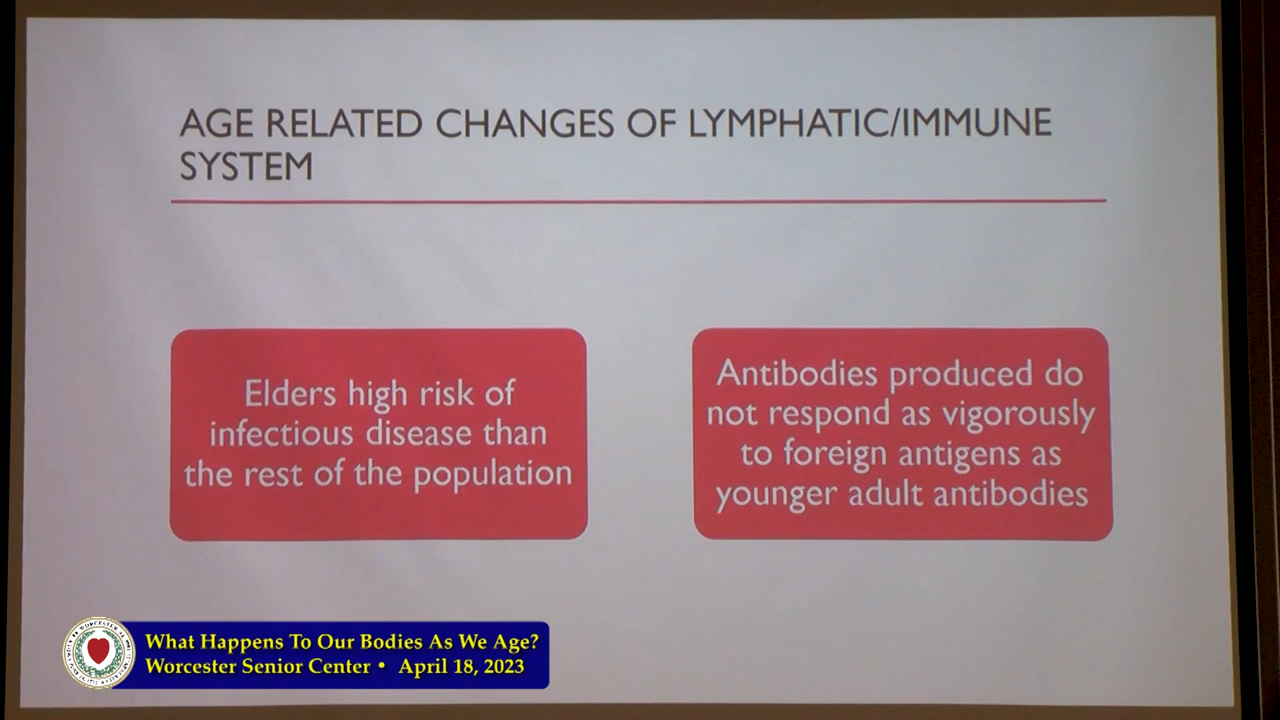 AGE RELATED CHANGES OF LYMPHATIC/IMMUNE
SYSTEM
Elders high risk of
infectious disease than
the rest of the population
Antibodies produced do
not respond as vigorously
to foreign antigens as
younger adult antibodies
What Happens To Our Bodies As We Age?
Worcester Senior Center • April 18, 2023